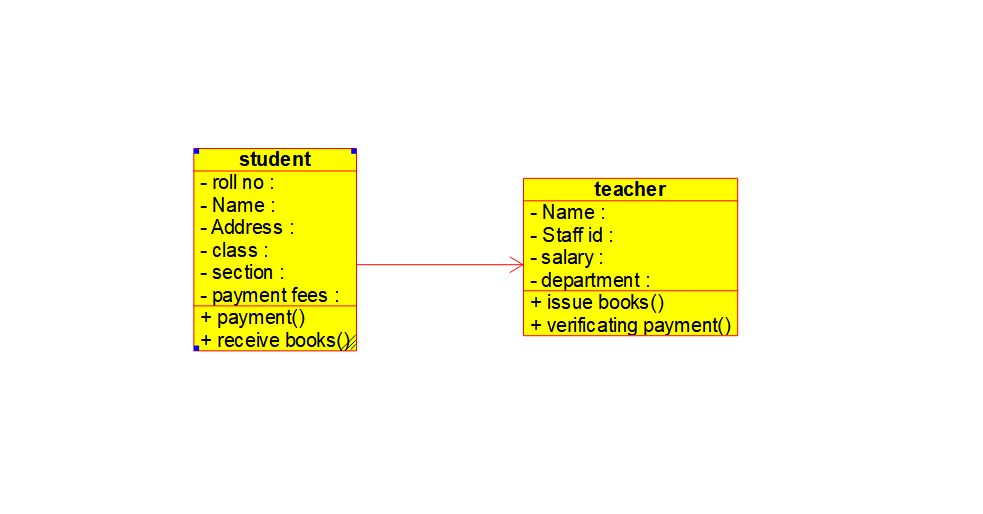 student
- roll no :
- Name :
- Address :
- class :
- section :
- payment fees :
+ payment()
+ receive books()
teacher
- Name :
- Staff id :
- salary :
- department :
+ issue books()
+ verificating payment()